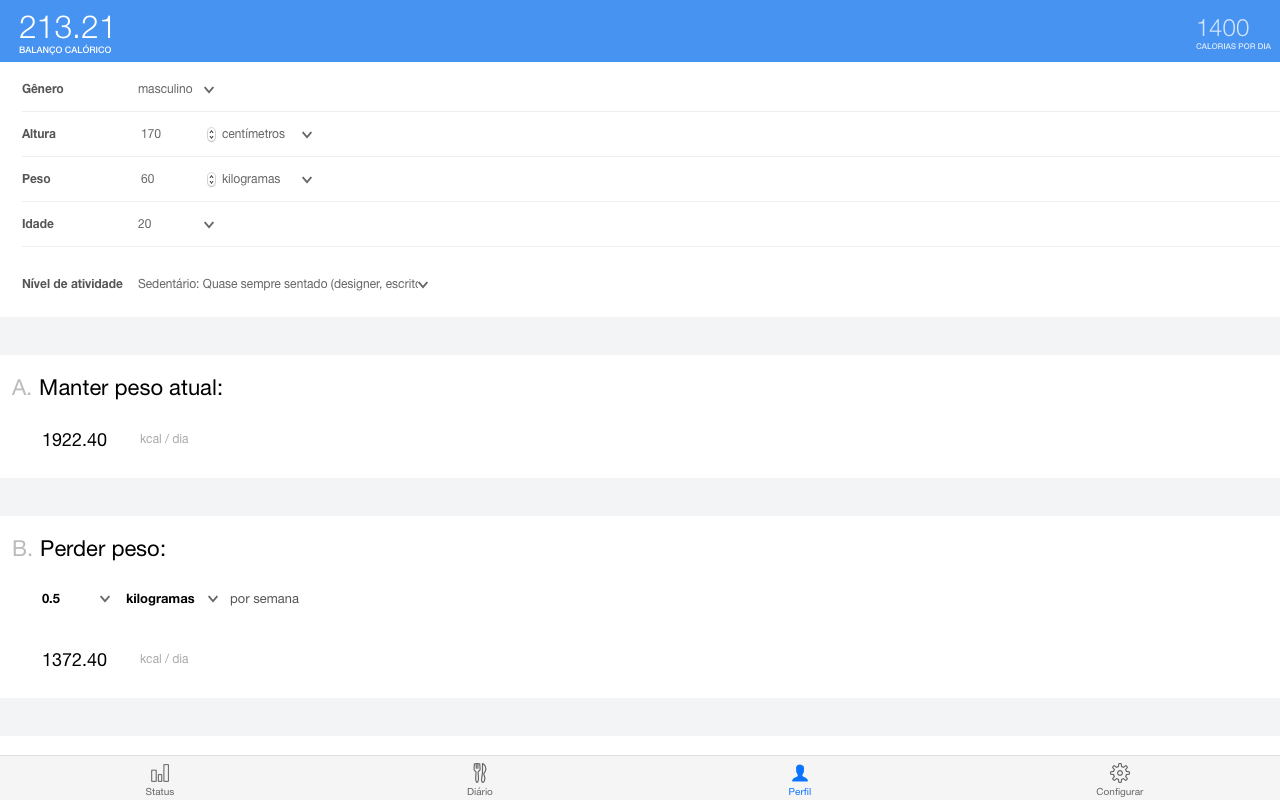 213.21
BALANÇO CALÓRICO
1400
CALORIAS POR DIA
Gênero masculino
Altura 170 centímetros
Peso 60 kilogramas
Idade 20
Nível de atividade Sedentário: Quase sempre sentado (designer, escrito
A. Manter peso atual:
1922.40 kcal / dia
B. Perder peso:
0.5 kilogramas por semana
1372.40 kcal / dia
Status Diário Perfil Configurar